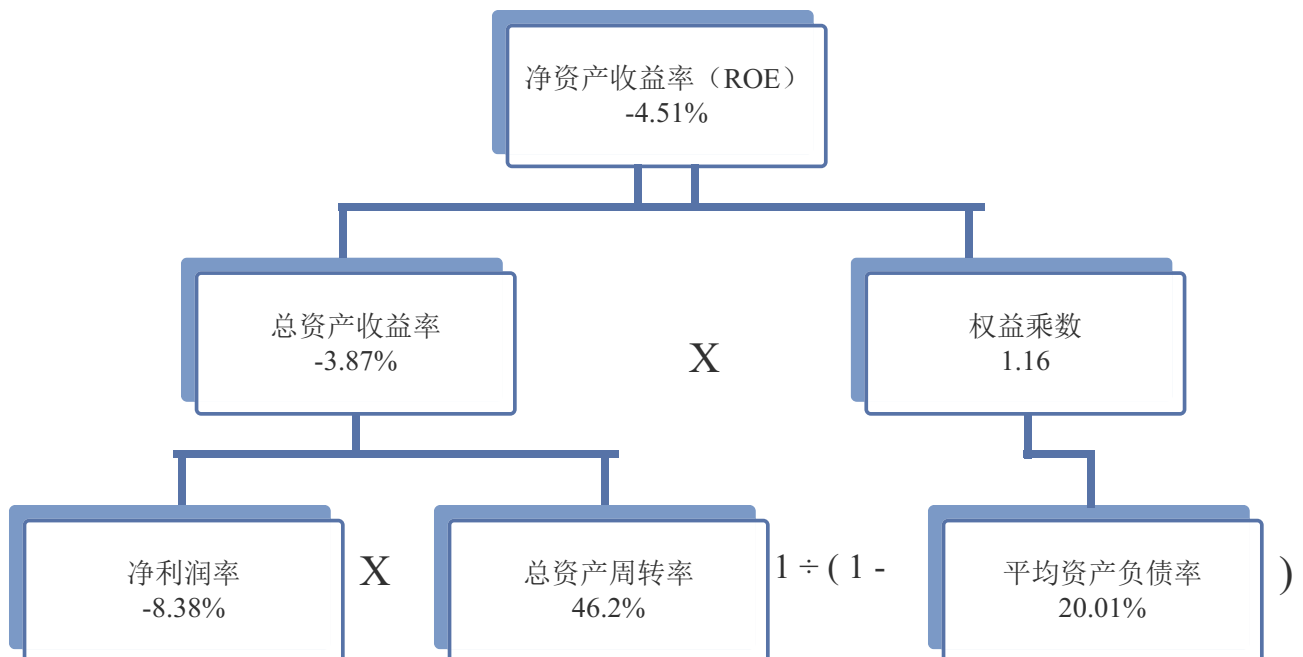 净资产收益率（ROE）
-4.51%
总资产收益率
-3.87%
X
权益乘数
1.16
净利润率
-8.38%
X
总资产周转率
46.2%
1 ÷ ( 1 -
平均资产负债率
20.01%
)